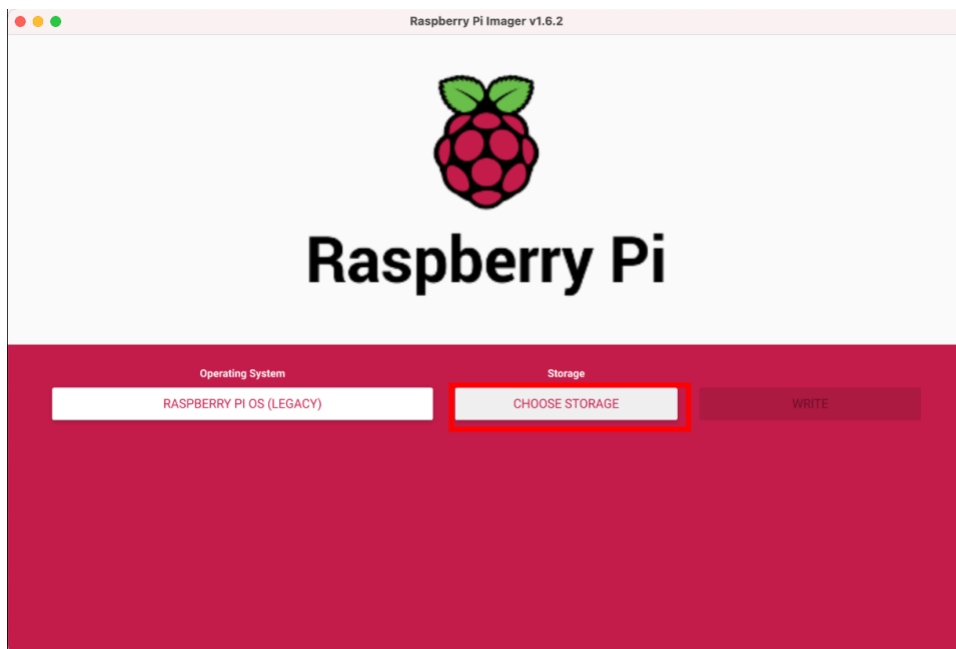 Raspberry Pi Imager v1.6.2
Raspberry Pi
Operating System
Storage
RASPBERRY PI OS (LEGACY)
CHOOSE STORAGE
WRITE